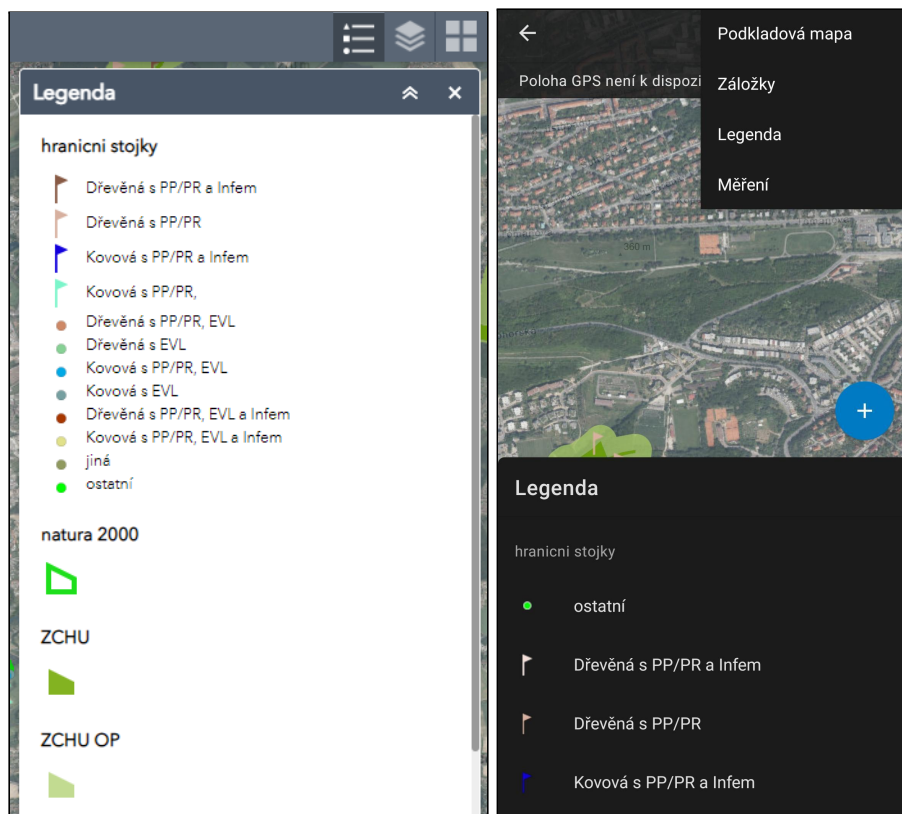 Legenda
hranicni stojky
Dřevěná s PP/PR a Infem
Dřevěná s PP/PR
Kovová s PP/PR a Infem
Kovová s PP/PR,
Dřevěná s PP/PR, EVL
Dřevěná s EVL
Kovová s PP/PR, EVL
Kovová s EVL
Dřevěná s PP/PR, EVL a Infem
Kovová s PP/PR, EVL a Infem
jiná
ostatní
natura 2000
ZCHU
ZCHU OP
Podkladová mapa
Poloha GPS není k dispozi
Záložky
Legenda
Měření
360 m
Legenda
hranicni stojky
ostatní
Dřevěná s PP/PR a Infem
Dřevěná s PP/PR
Kovová s PP/PR a Infem